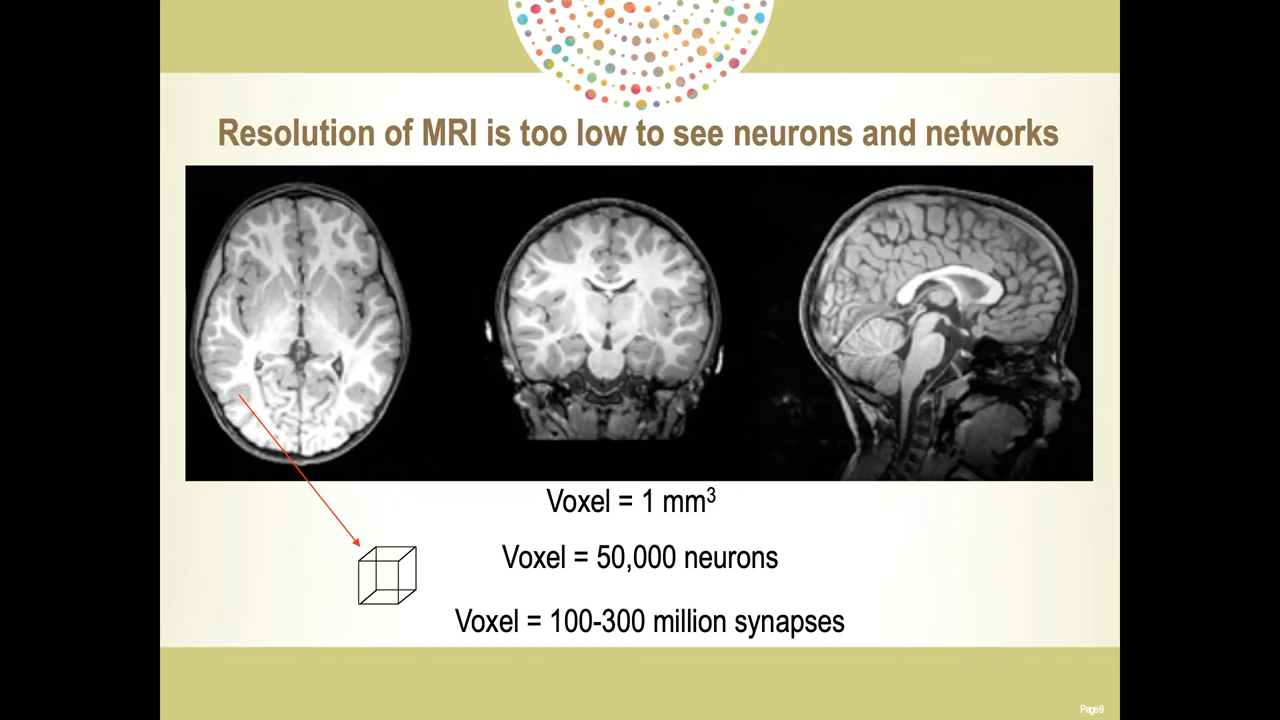 Resolution of MRI is too low to see neurons and networks
Voxel = 1 mm³
Voxel = 50,000 neurons
Voxel = 100-300 million synapses
Page9